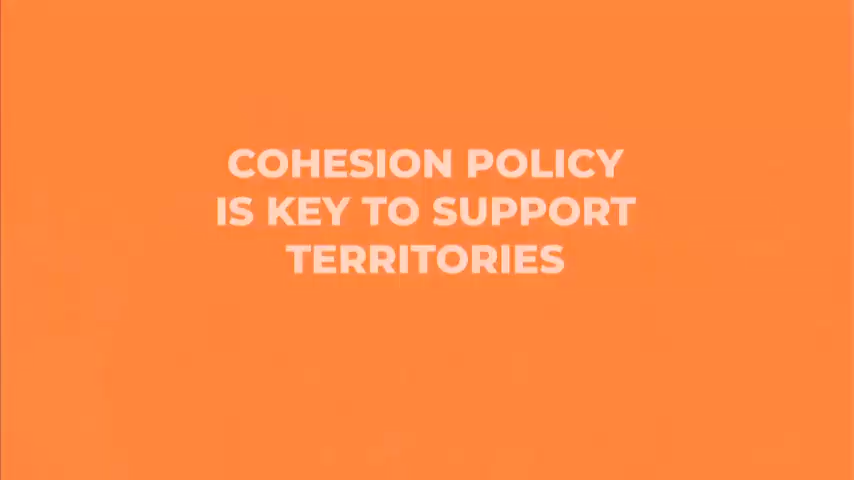 COHESION POLICY
IS KEY TO SUPPORT
TERRITORIES